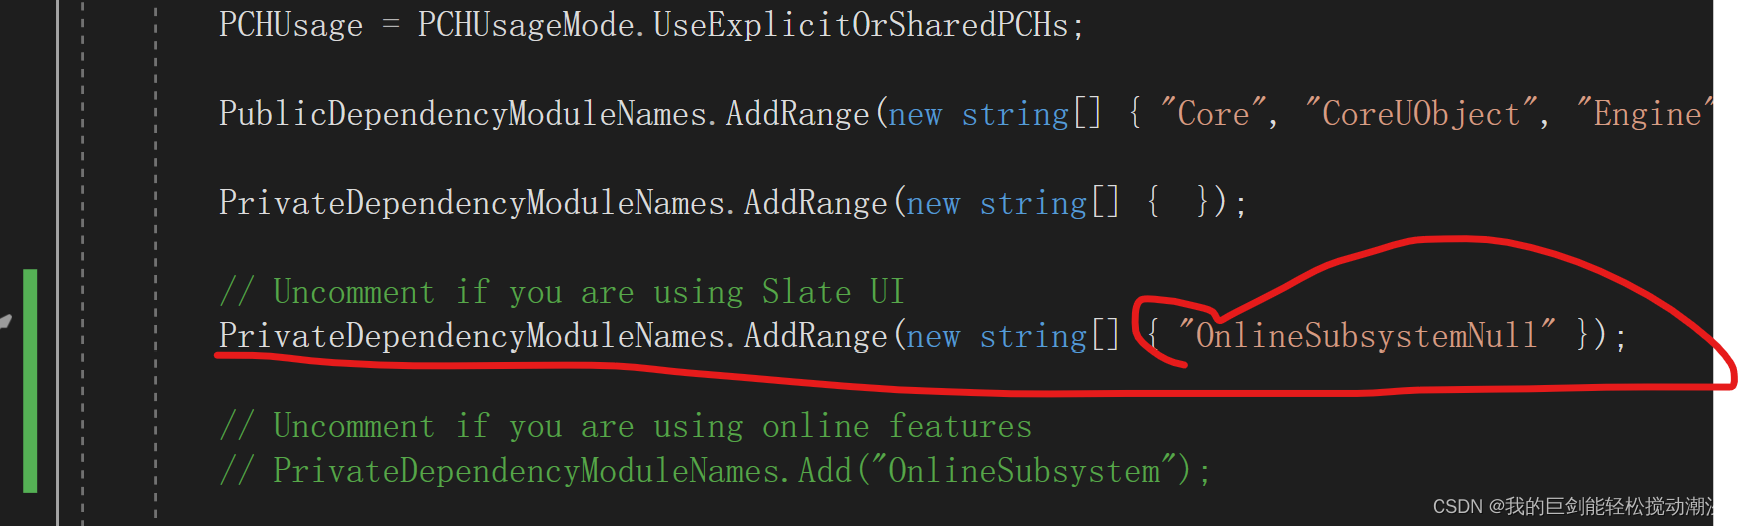 PCHUsage = PCHUsageMode.UseExplicitOrSharedPCHs;
PublicDependencyModuleNames.AddRange(new string[] { "Core", "CoreUObject", "Engine"
PrivateDependencyModuleNames.AddRange(new string[] {  });
// Uncomment if you are using Slate UI
PrivateDependencyModuleNames.AddRange(new string[] { "OnlineSubsystemNull" });
// Uncomment if you are using online features
// PrivateDependencyModuleNames.Add("OnlineSubsystem");
CSDN @我的巨剑能轻松搅动潮